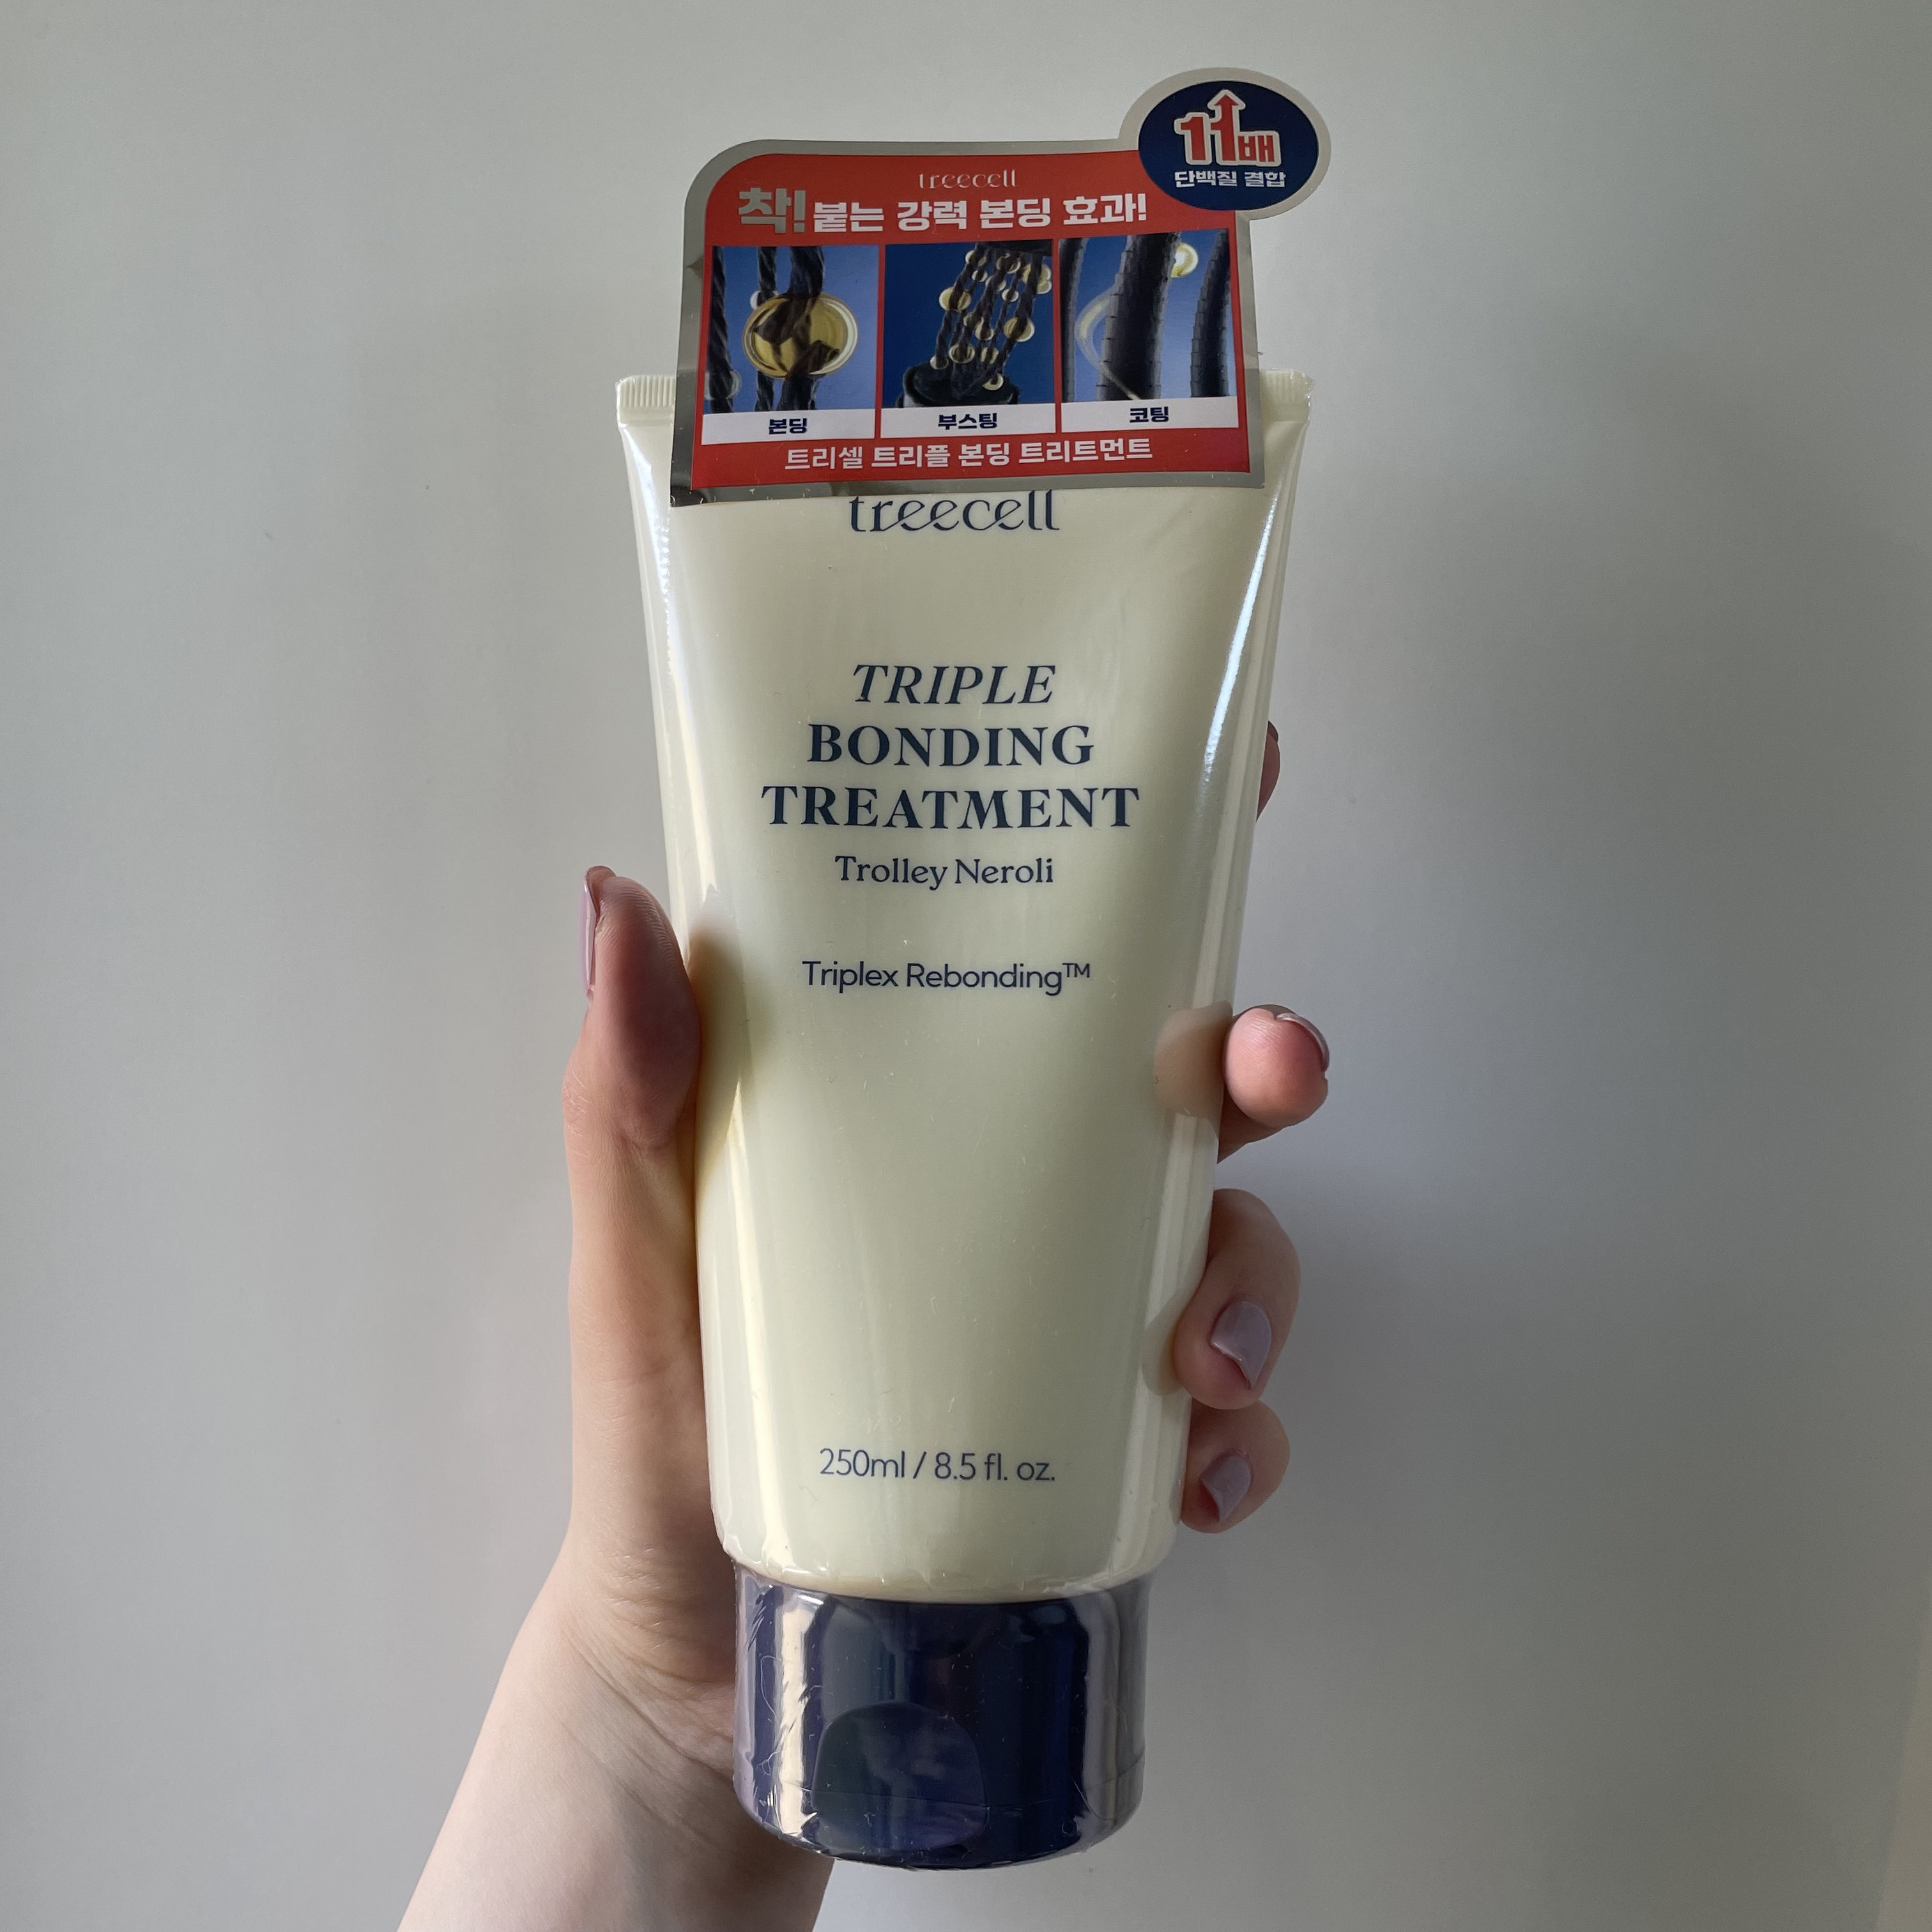 11배
단백질 결합
treecell
착! 붙는 강력 본딩 효과!
본딩 부스팅 코팅
트리셀 트리플 본딩 트리트먼트
treecell
TRIPLE
BONDING
TREATMENT
Trolley Neroli
Triplex Rebonding™
250ml / 8.5 fl. oz.